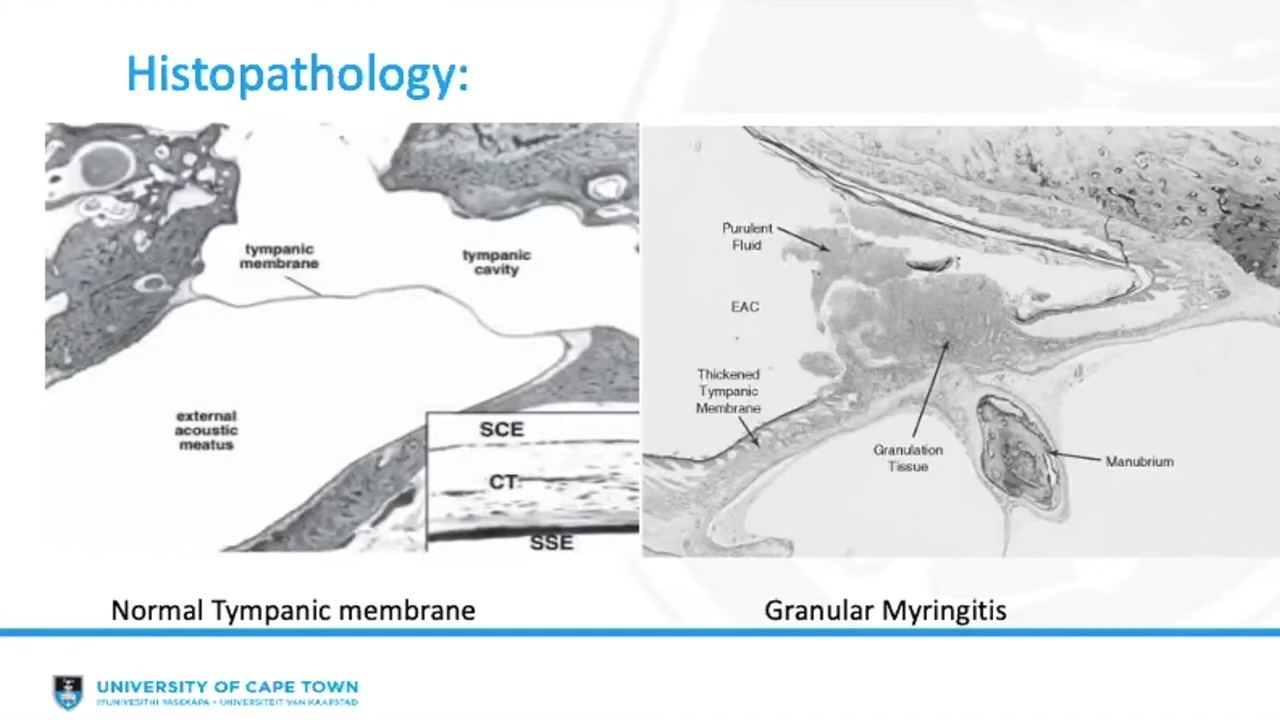 Histopathology:
tympanic
membrane
tympanic
cavity
external
acoustic
meatus
SCE
CT
SSE
Purulent
Fluid
EAC
Thickened
Tympanic
Membrane
Granulation
Tissue
Manubrium
Normal Tympanic membrane
Granular Myringitis
UNIVERSITY OF CAPE TOWN
IYUNIVESITHI YASEKAPA • UNIVERSITEIT VAN KAAPSTAD